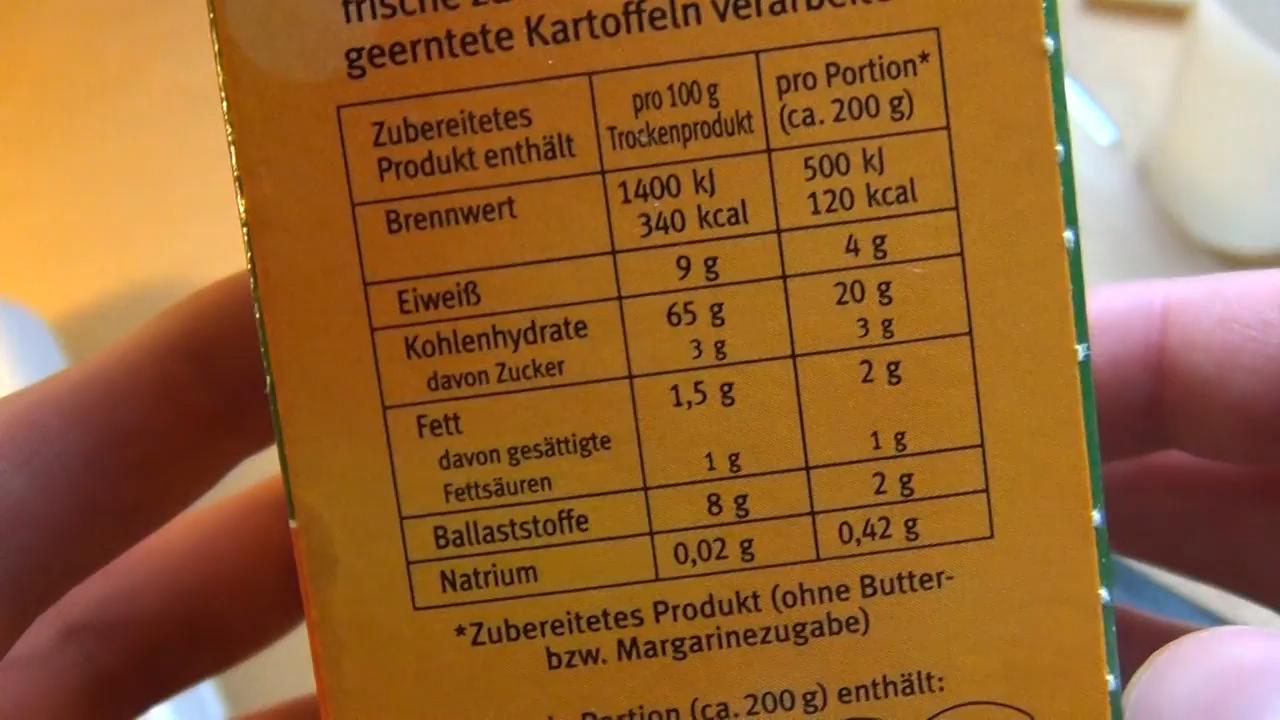 frische
geerntete Kartoffeln verarbeitet
Zubereitetes Produkt enthält | pro 100 g Trockenprodukt | pro Portion* (ca. 200 g)
Brennwert | 1400 kJ 340 kcal | 500 kJ 120 kcal
Eiweiß | 9 g | 4 g
Kohlenhydrate | 65 g | 20 g
davon Zucker | 3 g | 3 g
Fett | 1,5 g | 2 g
davon gesättigte Fettsäuren | 1 g | 1 g
Ballaststoffe | 8 g | 2 g
Natrium | 0,02 g | 0,42 g
*Zubereitetes Produkt (ohne Butter-
bzw. Margarinezugabe)
Portion (ca. 200 g) enthält: